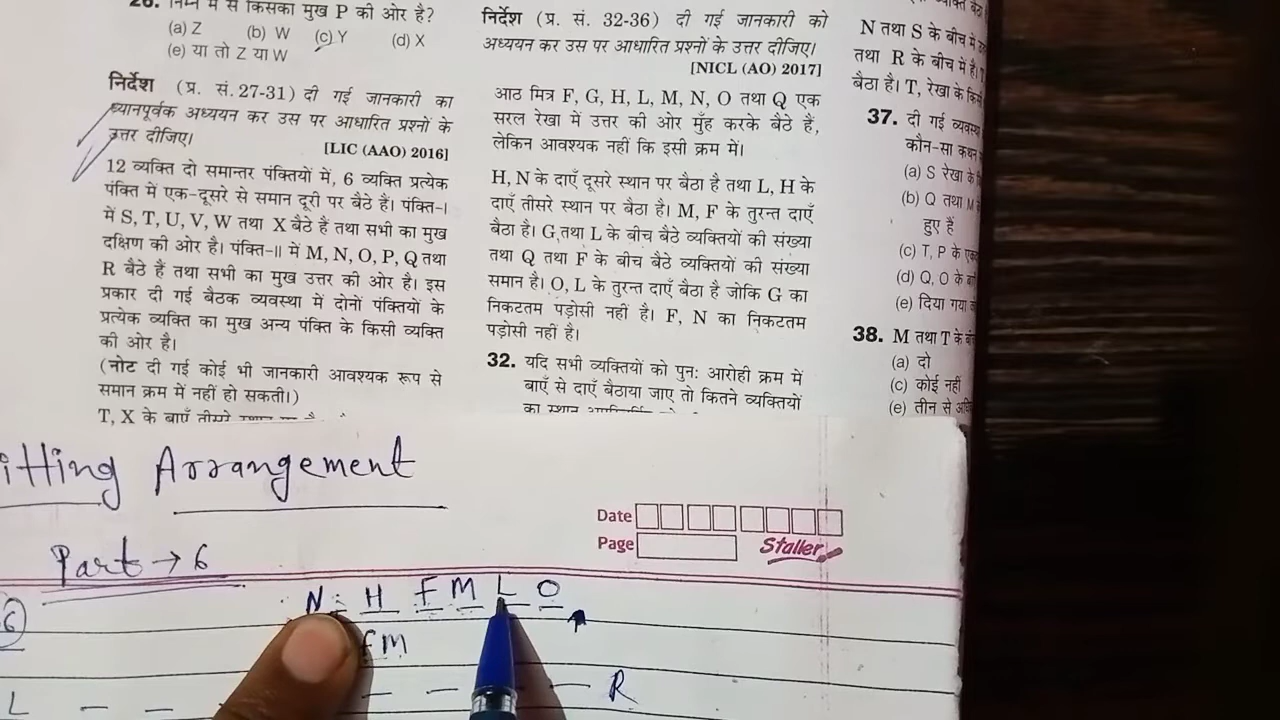 26. निम्न में से किसका मुख P की ओर है?
(a) Z (b) W (c) Y (d) X
(e) या तो Z या W
निर्देश (प्र. सं. 27-31) दी गई जानकारी का
ध्यानपूर्वक अध्ययन कर उस पर आधारित प्रश्नों के
उत्तर दीजिए।
[LIC (AAO) 2016]
12 व्यक्ति दो समान्तर पंक्तियों में, 6 व्यक्ति प्रत्येक
पंक्ति में एक-दूसरे से समान दूरी पर बैठे हैं। पंक्ति-I
में S, T, U, V, W तथा X बैठे हैं तथा सभी का मुख
दक्षिण की ओर है। पंक्ति-II में M, N, O, P, Q तथा
R बैठे हैं तथा सभी का मुख उत्तर की ओर है। इस
प्रकार दी गई बैठक व्यवस्था में दोनों पंक्तियों के
प्रत्येक व्यक्ति का मुख अन्य पंक्ति के किसी व्यक्ति
की ओर है।
(नोट दी गई कोई भी जानकारी आवश्यक रूप से
समान क्रम में नहीं हो सकती।)
T, X के बाएँ तीसरे
निर्देश (प्र. सं. 32-36) दी गई जानकारी को
अध्ययन कर उस पर आधारित प्रश्नों के उत्तर दीजिए।
[NICL (AO) 2017]
आठ मित्र F, G, H, L, M, N, O तथा Q एक
सरल रेखा में उत्तर की ओर मुँह करके बैठे हैं,
लेकिन आवश्यक नहीं कि इसी क्रम में।
H, N के दाएँ दूसरे स्थान पर बैठा है तथा L, H के
दाएँ तीसरे स्थान पर बैठा है। M, F के तुरन्त दाएँ
बैठा है। G तथा L के बीच बैठे व्यक्तियों की संख्या
तथा Q तथा F के बीच बैठे व्यक्तियों की संख्या
समान है। O, L के तुरन्त दाएँ बैठा है जोकि G का
निकटतम पड़ोसी नहीं है। F, N का निकटतम
पड़ोसी नहीं है।
32. यदि सभी व्यक्तियों को पुनः आरोही क्रम में
बाएँ से दाएँ बैठाया जाए तो कितने व्यक्तियों
का स्थान
N तथा S के बीच में
तथा R के बीच में है।
बैठा है। T, रेखा के
37. दी गई व्यवस्था
कौन-सा कथन
(a) S रेखा के
(b) Q तथा M
हुए हैं
(c) T, P के
(d) Q, O के
(e) दिया गया
38. M तथा T के
(a) दो
(c) कोई नहीं
(e) तीन से
itting Arrangement
Part → 6
Date
Page
Staller
6
N H F M L O
F M
R
L